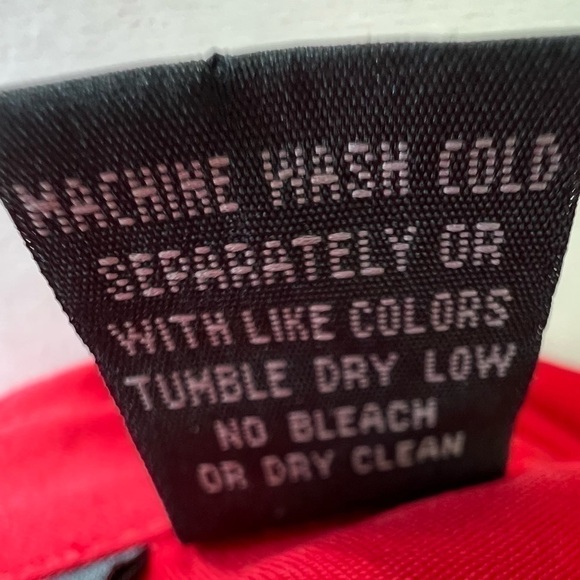 MACHINE WASH COLD
SEPARATELY OR
WITH LIKE COLORS
TUMBLE DRY LOW
NO BLEACH
OR DRY CLEAN